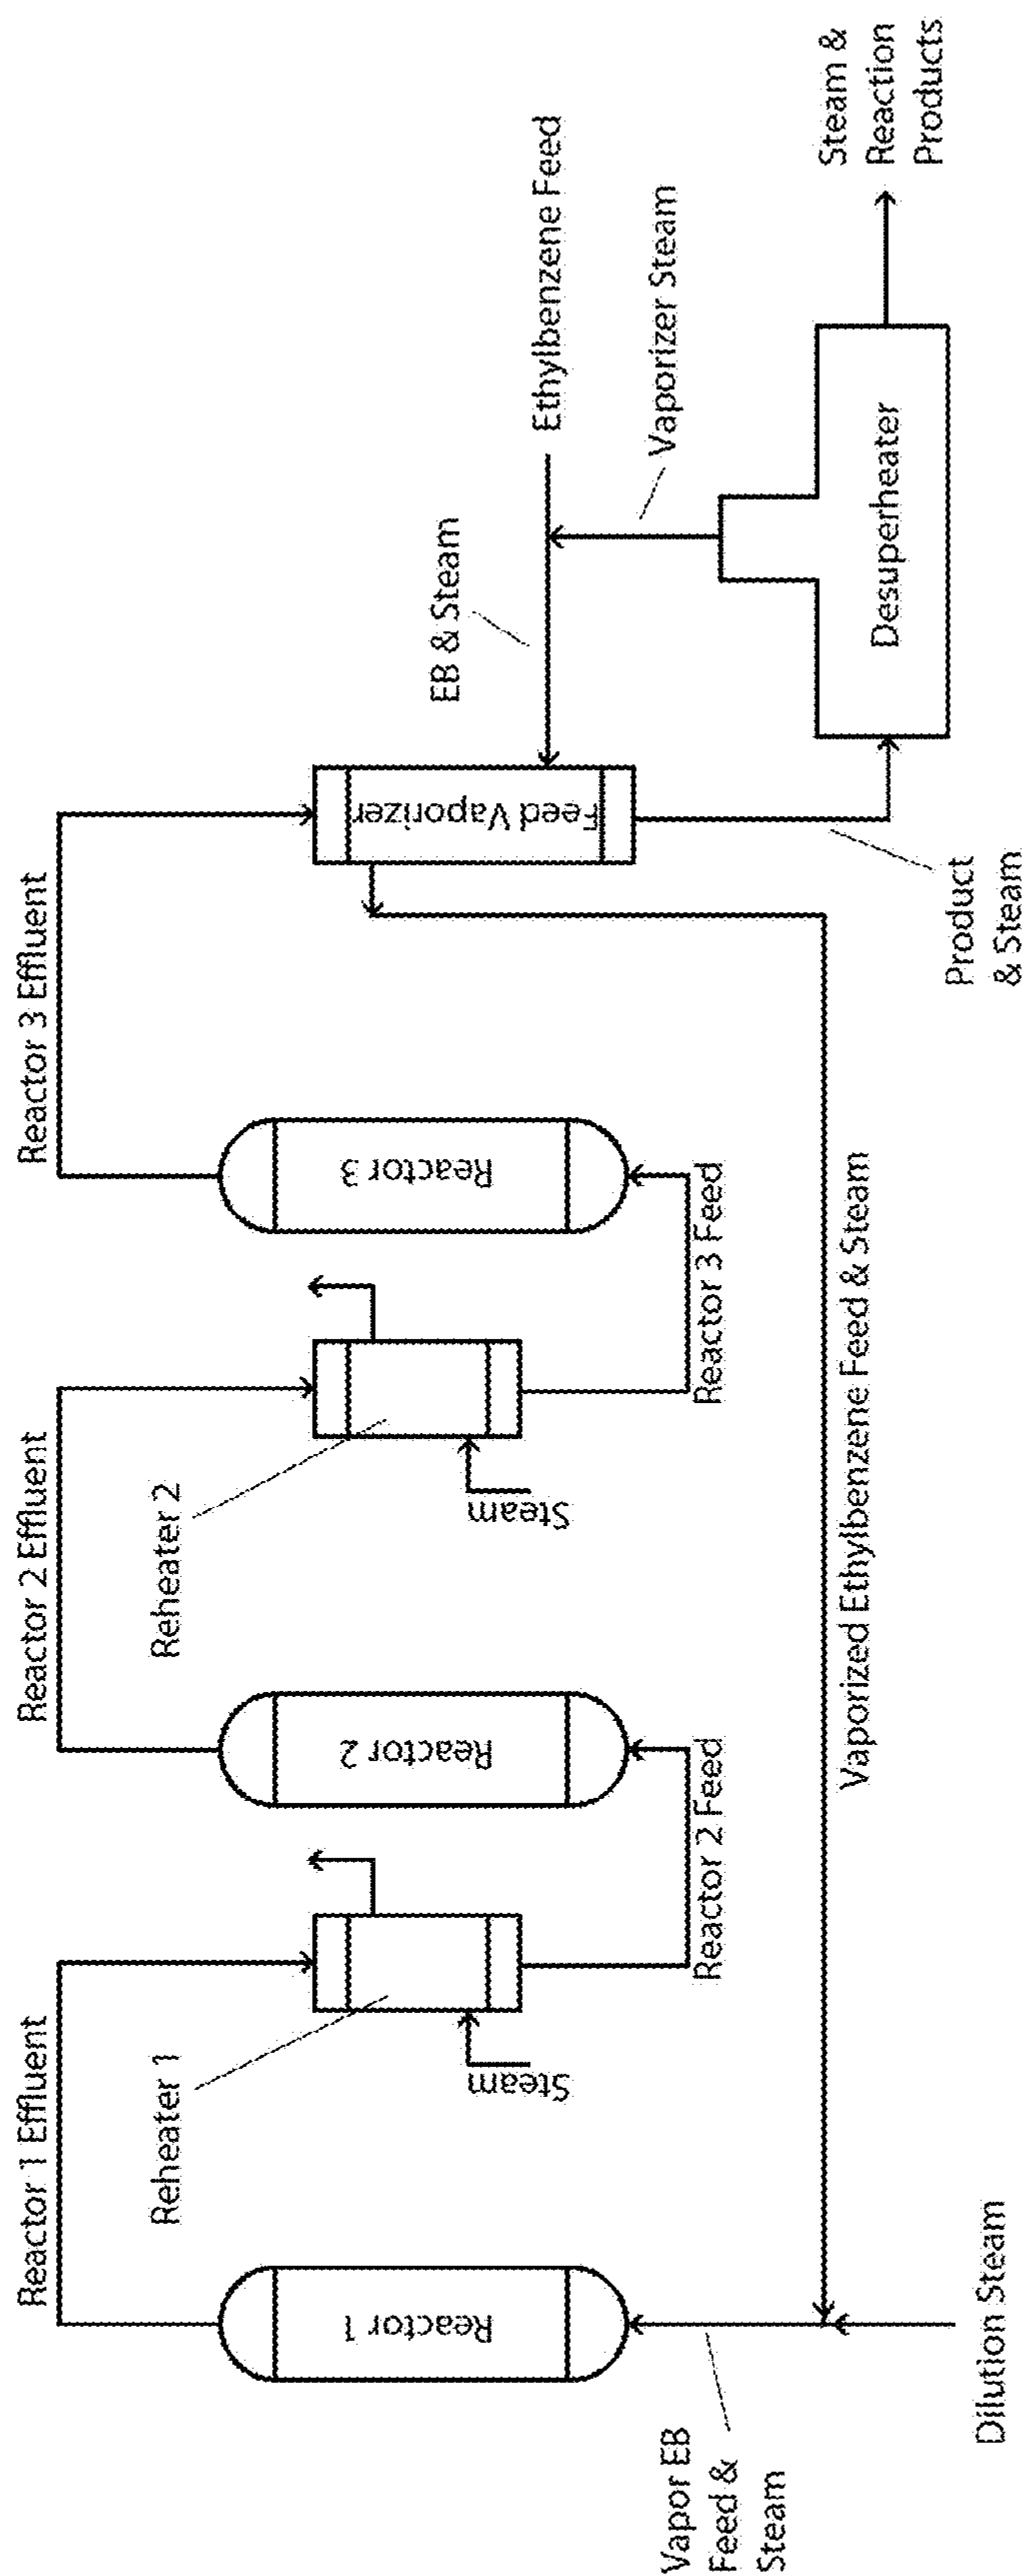 Reactor 1 Effluent
Reactor 2 Effluent
Reactor 3 Effluent
Reheater 1
Reheater 2
Reactor 1
Steam
Reactor 2
Steam
Reactor 3
Feed Vaporizer
EB & Steam
Ethylbenzene Feed
Vaporizer Steam
Vapor EB
Feed &
Steam
Reactor 2 Feed
Reactor 3 Feed
Vaporized Ethylbenzene Feed & Steam
Desuperheater
Steam &
Reaction
Products
Product
& Steam
Dilution Steam